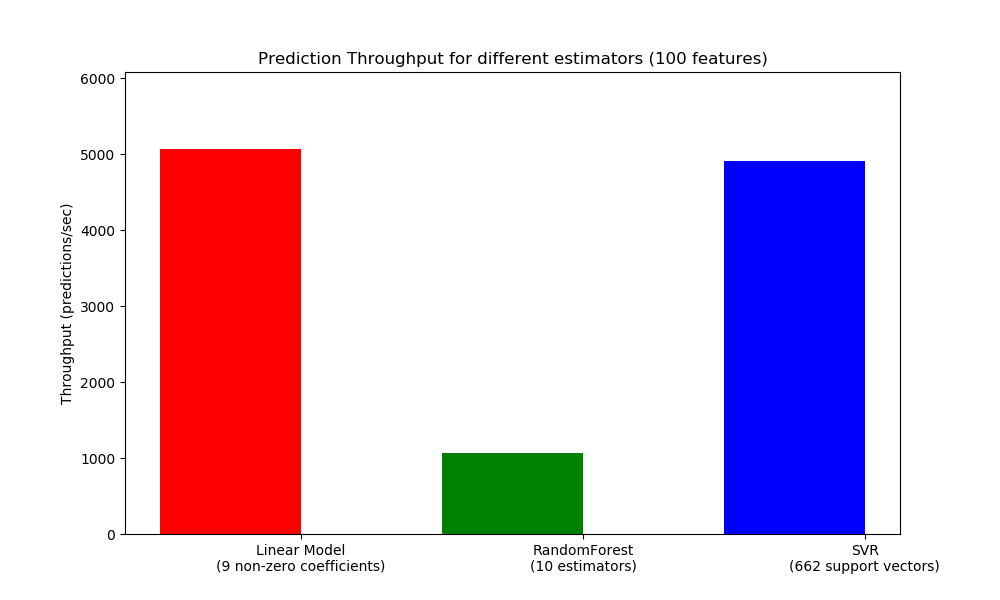 Prediction Throughput for different estimators (100 features)
6000
5000
4000
3000
2000
1000
0
Throughput (predictions/sec)
Linear Model
(9 non-zero coefficients)
RandomForest
(10 estimators)
SVR
(662 support vectors)